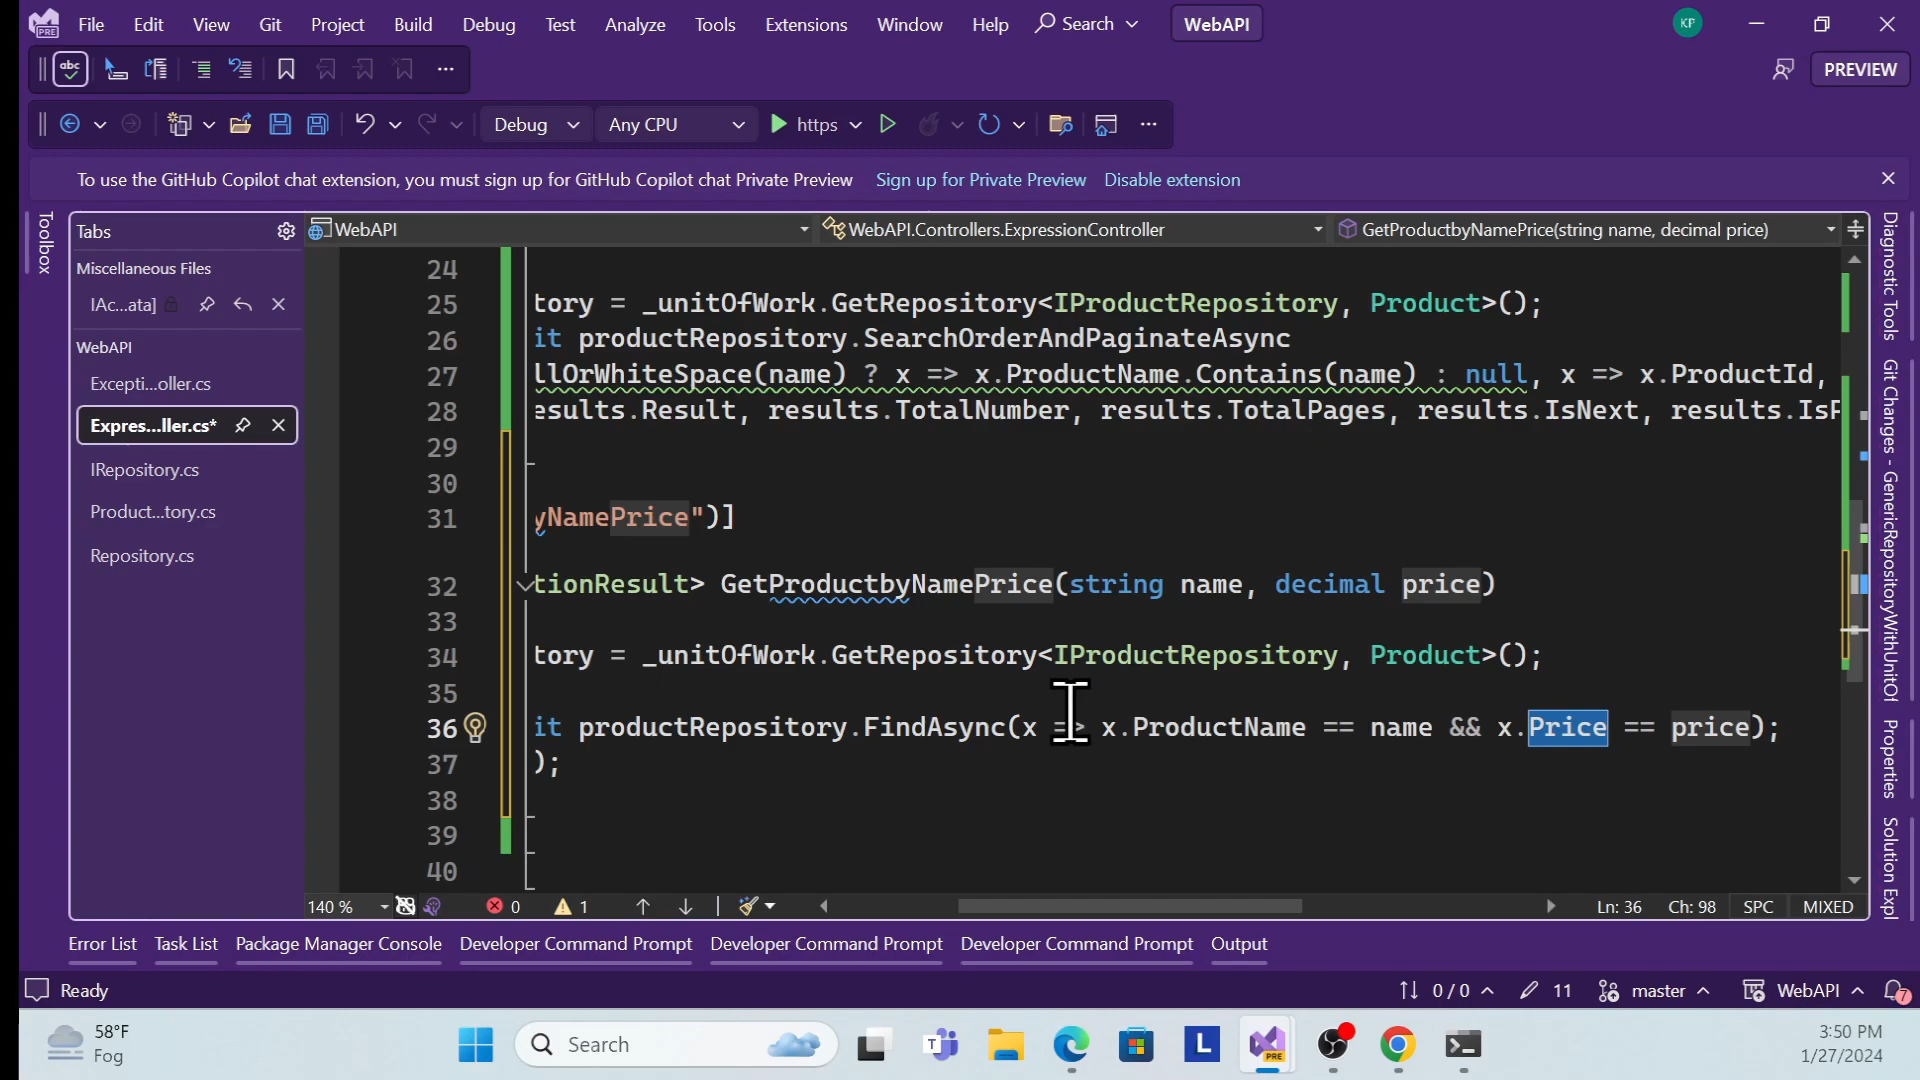 File Edit View Git Project Build Debug Test Analyze Tools Extensions Window Help Search WebAPI KP
abc PREVIEW
Debug Any CPU https
To use the GitHub Copilot chat extension, you must sign up for GitHub Copilot chat Private Preview Sign up for Private Preview Disable extension
Toolbox
Tabs
Miscellaneous Files
IAc...ata]
WebAPI
Excepti...oller.cs
Expres...ller.cs*
IRepository.cs
Product...tory.cs
Repository.cs
WebAPI WebAPI.Controllers.ExpressionController GetProductbyNamePrice(string name, decimal price)
24
25 tory = _unitOfWork.GetRepository<IProductRepository, Product>();
26 it productRepository.SearchOrderAndPaginateAsync
27 llOrWhiteSpace(name) ? x => x.ProductName.Contains(name) : null, x => x.ProductId,
28 esults.Result, results.TotalNumber, results.TotalPages, results.IsNext, results.IsP
29
30
31 yNamePrice")]
32 tionResult> GetProductbyNamePrice(string name, decimal price)
33
34 tory = _unitOfWork.GetRepository<IProductRepository, Product>();
35
36 it productRepository.FindAsync(x => x.ProductName == name && x.Price == price);
37 );
38
39
40
140 % 0 1 Ln: 36 Ch: 98 SPC MIXED
Diagnostic Tools
Git Changes - GenericRepositoryWithUnitOf
Properties
Solution Expl
Error List Task List Package Manager Console Developer Command Prompt Developer Command Prompt Developer Command Prompt Output
Ready 0 / 0 11 master WebAPI 7
58°F
Fog
Search
T
L
PRE
3:50 PM
1/27/2024